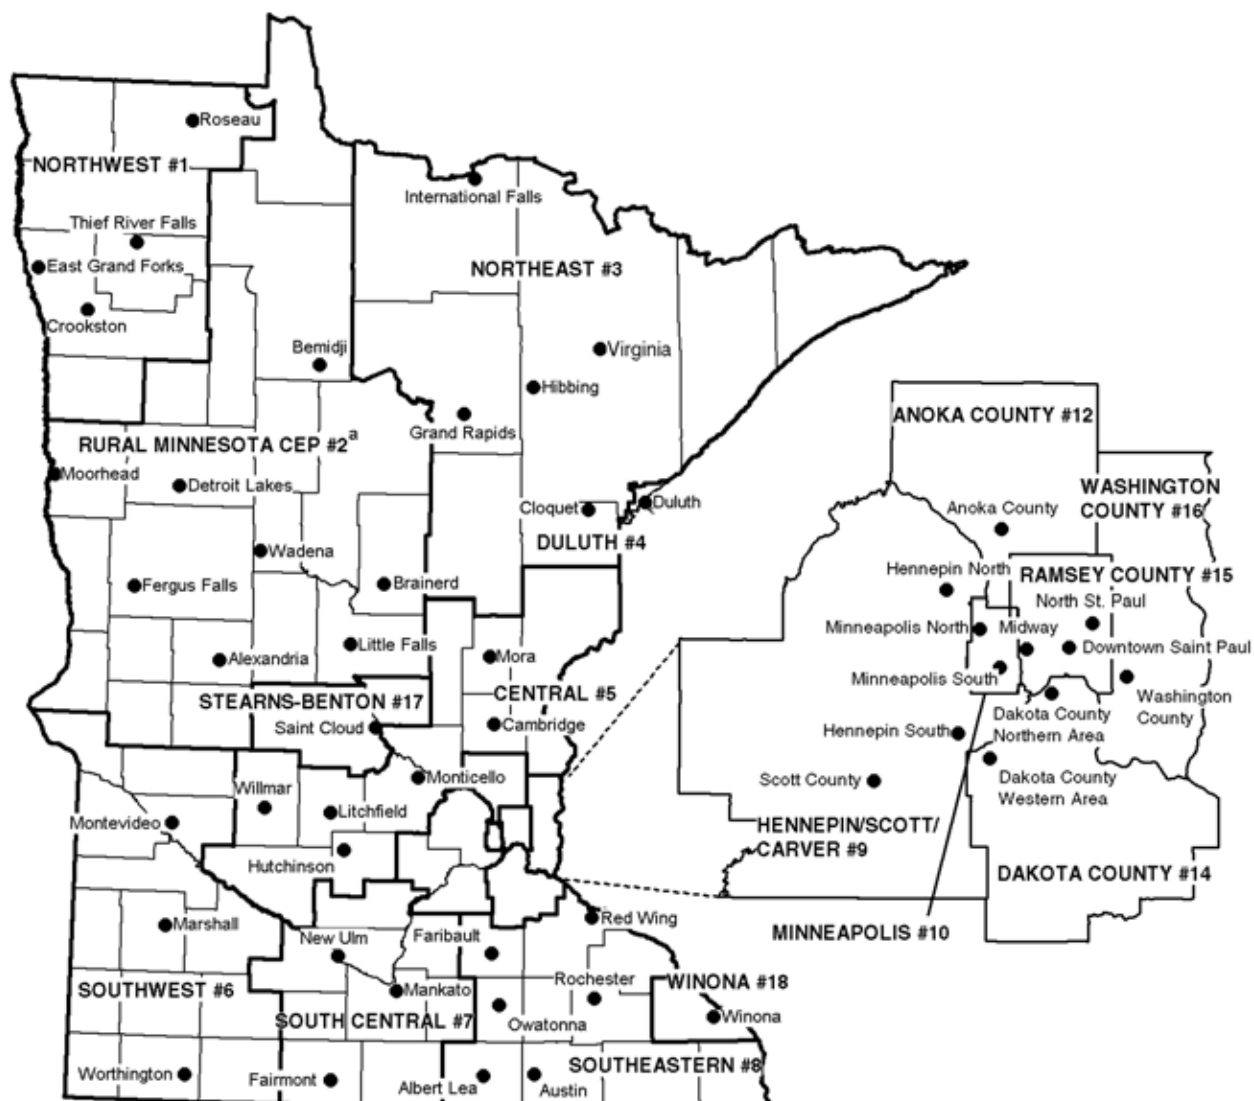 Roseau
NORTHWEST #1
International Falls
Thief River Falls
East Grand Forks
NORTHEAST #3
Crookston
Bemidji
Virginia
Hibbing
Grand Rapids
ANOKA COUNTY #12
RURAL MINNESOTA CEP #2a
Moorhead
Detroit Lakes
Cloquet
Duluth
DULUTH #4
WASHINGTON
COUNTY #16
Anoka County
Wadena
Fergus Falls
Brainerd
Hennepin North
RAMSEY COUNTY #15
North St. Paul
Minneapolis North
Midway
Downtown Saint Paul
Little Falls
Alexandria
Mora
Minneapolis South
STEARNS-BENTON #17
CENTRAL #5
Washington
County
Saint Cloud
Cambridge
Dakota County
Northern Area
Hennepin South
Monticello
Scott County
Dakota County
Western Area
Willmar
Litchfield
Montevideo
HENNEPIN/SCOTT/
CARVER #9
Hutchinson
DAKOTA COUNTY #14
Marshall
Red Wing
MINNEAPOLIS #10
New Ulm
Faribault
Rochester
SOUTHWEST #6
Mankato
WINONA #18
SOUTH CENTRAL #7
Owatonna
Winona
SOUTHEASTERN #8
Worthington
Fairmont
Albert Lea
Austin